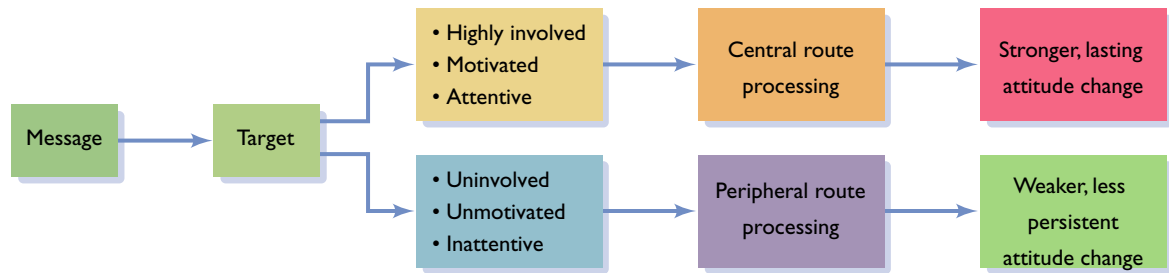 Message
Target
• Highly involved
• Motivated
• Attentive
Central route
processing
Stronger, lasting
attitude change
• Uninvolved
• Unmotivated
• Inattentive
Peripheral route
processing
Weaker, less
persistent
attitude change